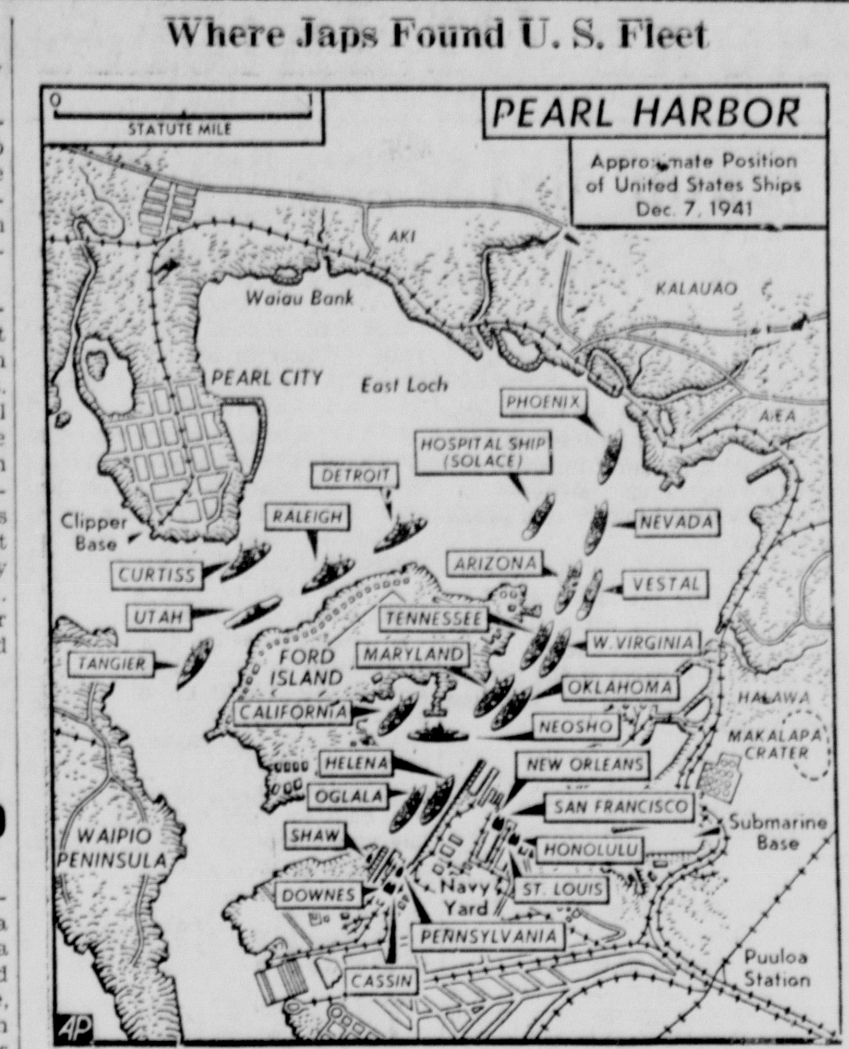 Where Japs Found U. S. Fleet
0 1
STATUTE MILE
PEARL HARBOR
Approximate Position
of United States Ships
Dec. 7, 1941
AKI
Waiau Bank
KALAUAO
PEARL CITY
East Loch
PHOENIX
AIEA
HOSPITAL SHIP
(SOLACE)
DETROIT
RALEIGH
NEVADA
Clipper
Base
CURTISS
ARIZONA
VESTAL
UTAH
TENNESSEE
W.VIRGINIA
TANGIER
FORD
ISLAND
MARYLAND
OKLAHOMA
HALAWA
CALIFORNIA
NEOSHO
MAKALAPA
CRATER
HELENA
NEW ORLEANS
OGLALA
SAN FRANCISCO
Submarine
Base
WAIPIO
PENINSULA
SHAW
HONOLULU
DOWNES
Navy
Yard
ST. LOUIS
PENNSYLVANIA
CASSIN
Puuloa
Station
AP